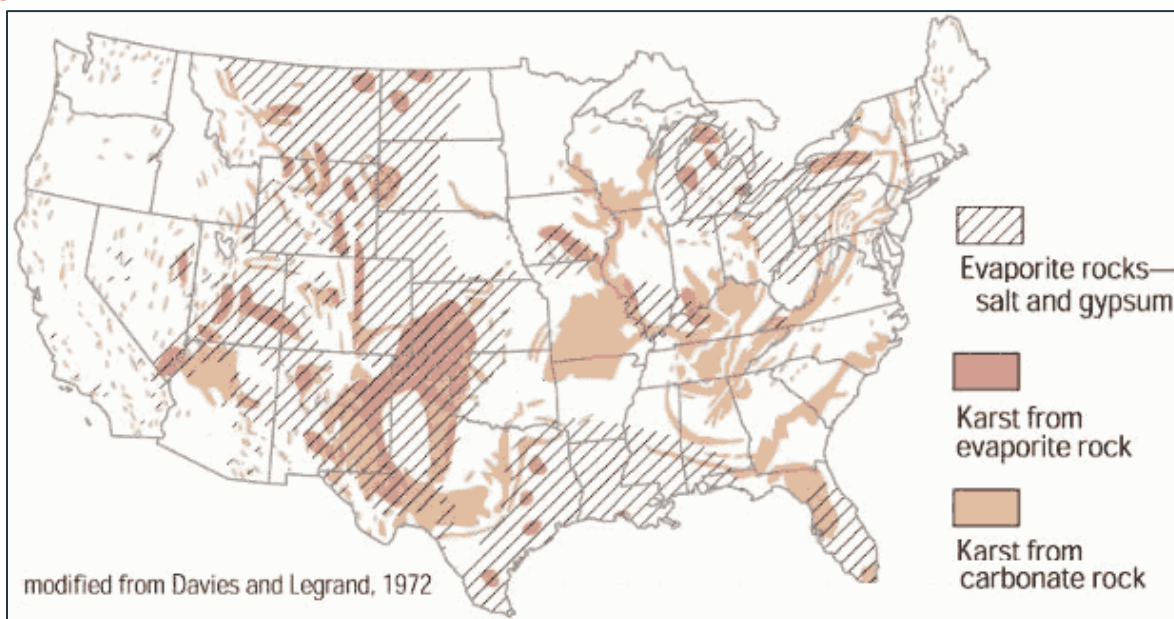 Evaporite rocks—
salt and gypsum
Karst from
evaporite rock
Karst from
carbonate rock
modified from Davies and Legrand, 1972